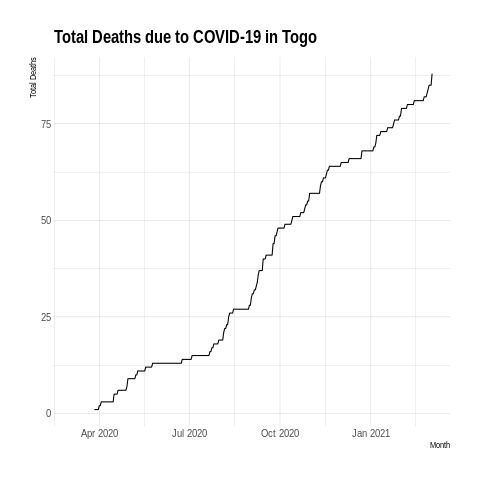 Total Deaths due to COVID-19 in Togo
Total Deaths
75
50
25
0
Apr 2020 Jul 2020 Oct 2020 Jan 2021
Month